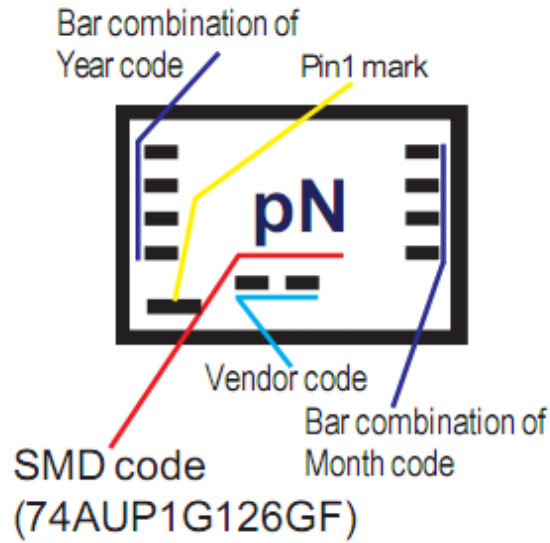 Bar combination of
Year code
Pin1 mark
pN
Vendor code
Bar combination of
Month code
SMD code
(74AUP1G126GF)